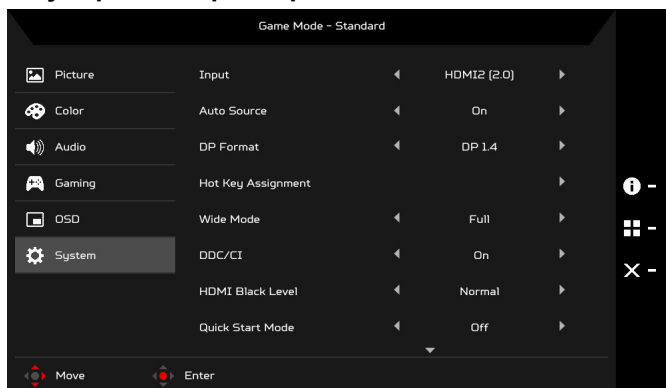 Game Mode - Standard
Picture
Input HDMI2 (2.0)
Color
Auto Source On
Audio
DP Format DP 1.4
Gaming
Hot Key Assignment
OSD
Wide Mode Full
System
DDC/CI On
HDMI Black Level Normal
Quick Start Mode Off
Move Enter